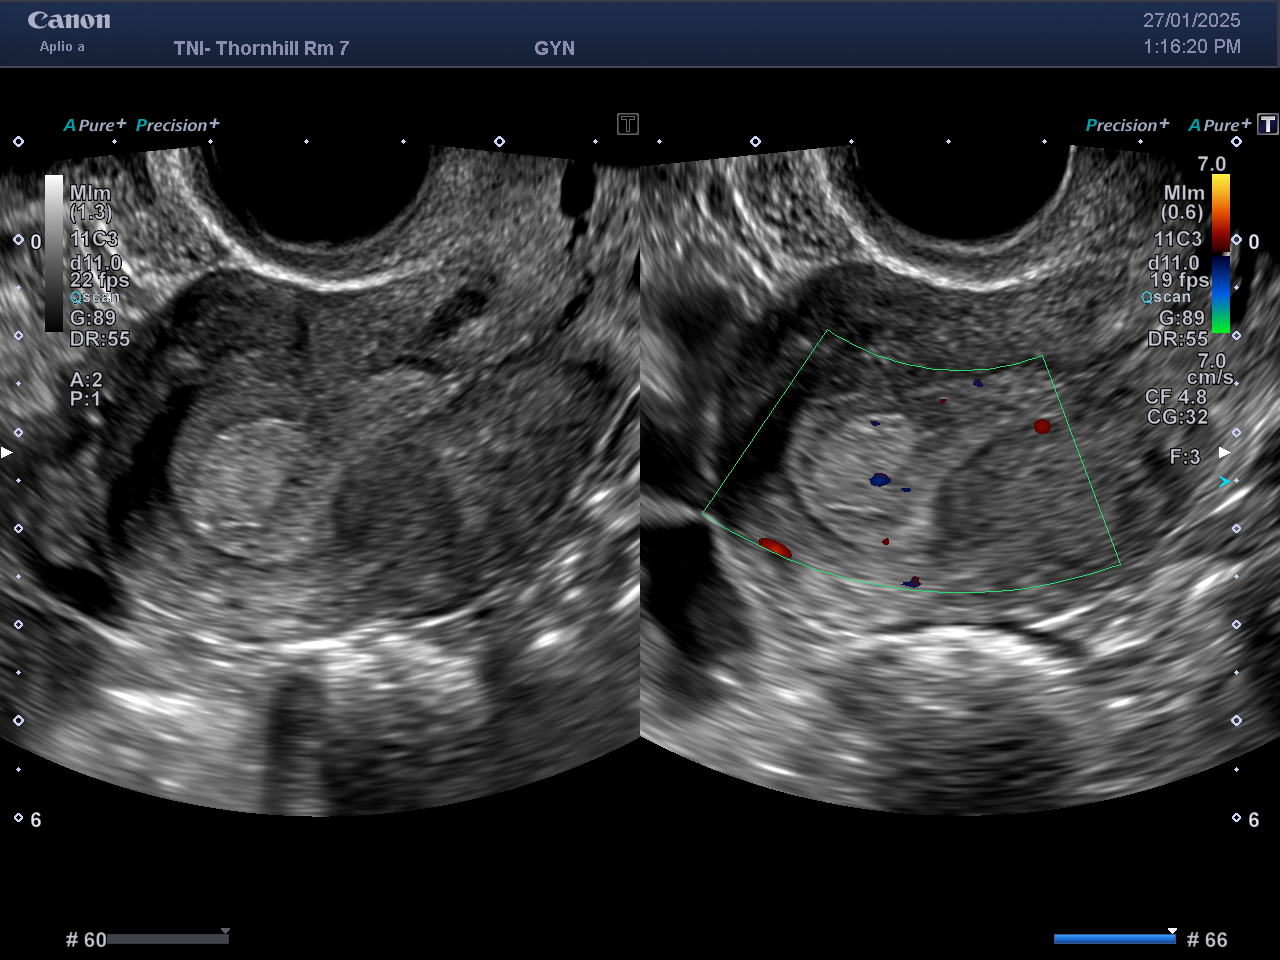 Canon
Aplio a
TNI- Thornhill Rm 7
GYN
27/01/2025
1:16:20 PM
A Pure+ Precision+
T
Precision+ A Pure+ T
MIm
(1.3)
11C3
d11.0
22 fps
Qscan
G:89
DR:55
A:2
P:1
0
6
7.0
MIm
(0.6)
11C3
d11.0
19 fps
Qscan
G:89
DR:55
7.0
cm/s
CF 4.8
CG:32
F:3
0
6
# 60
# 66